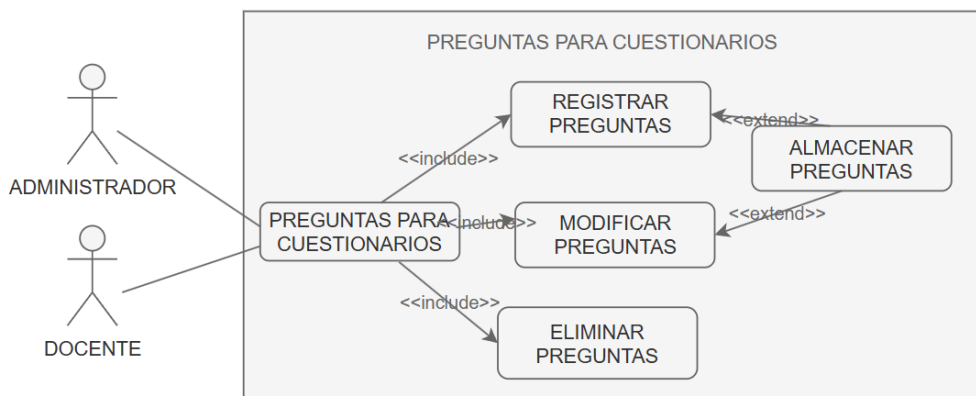 PREGUNTAS PARA CUESTIONARIOS
ADMINISTRADOR
DOCENTE
PREGUNTAS PARA
CUESTIONARIOS
<<include>>
<<include>>
<<include>>
REGISTRAR
PREGUNTAS
MODIFICAR
PREGUNTAS
ELIMINAR
PREGUNTAS
<<extend>>
<<extend>>
ALMACENAR
PREGUNTAS